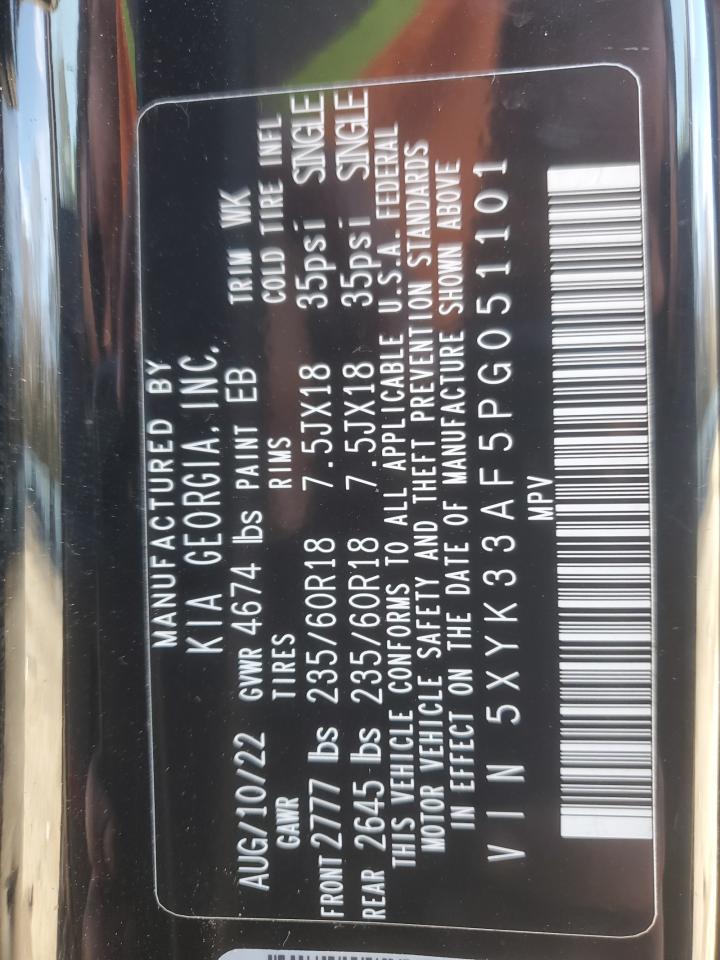 MANUFACTURED BY
KIA GEORGIA, INC.
AUG/10/22 GVWR 4674 lbs PAINT EB TRIM WK
GAWR TIRES RIMS COLD TIRE INFL
FRONT 2777 lbs 235/60R18 7.5JX18 35psi SINGLE
REAR 2645 lbs 235/60R18 7.5JX18 35psi SINGLE
THIS VEHICLE CONFORMS TO ALL APPLICABLE U.S.A. FEDERAL
MOTOR VEHICLE SAFETY AND THEFT PREVENTION STANDARDS
IN EFFECT ON THE DATE OF MANUFACTURE SHOWN ABOVE
VIN 5XYK33AF5PG051101
MPV